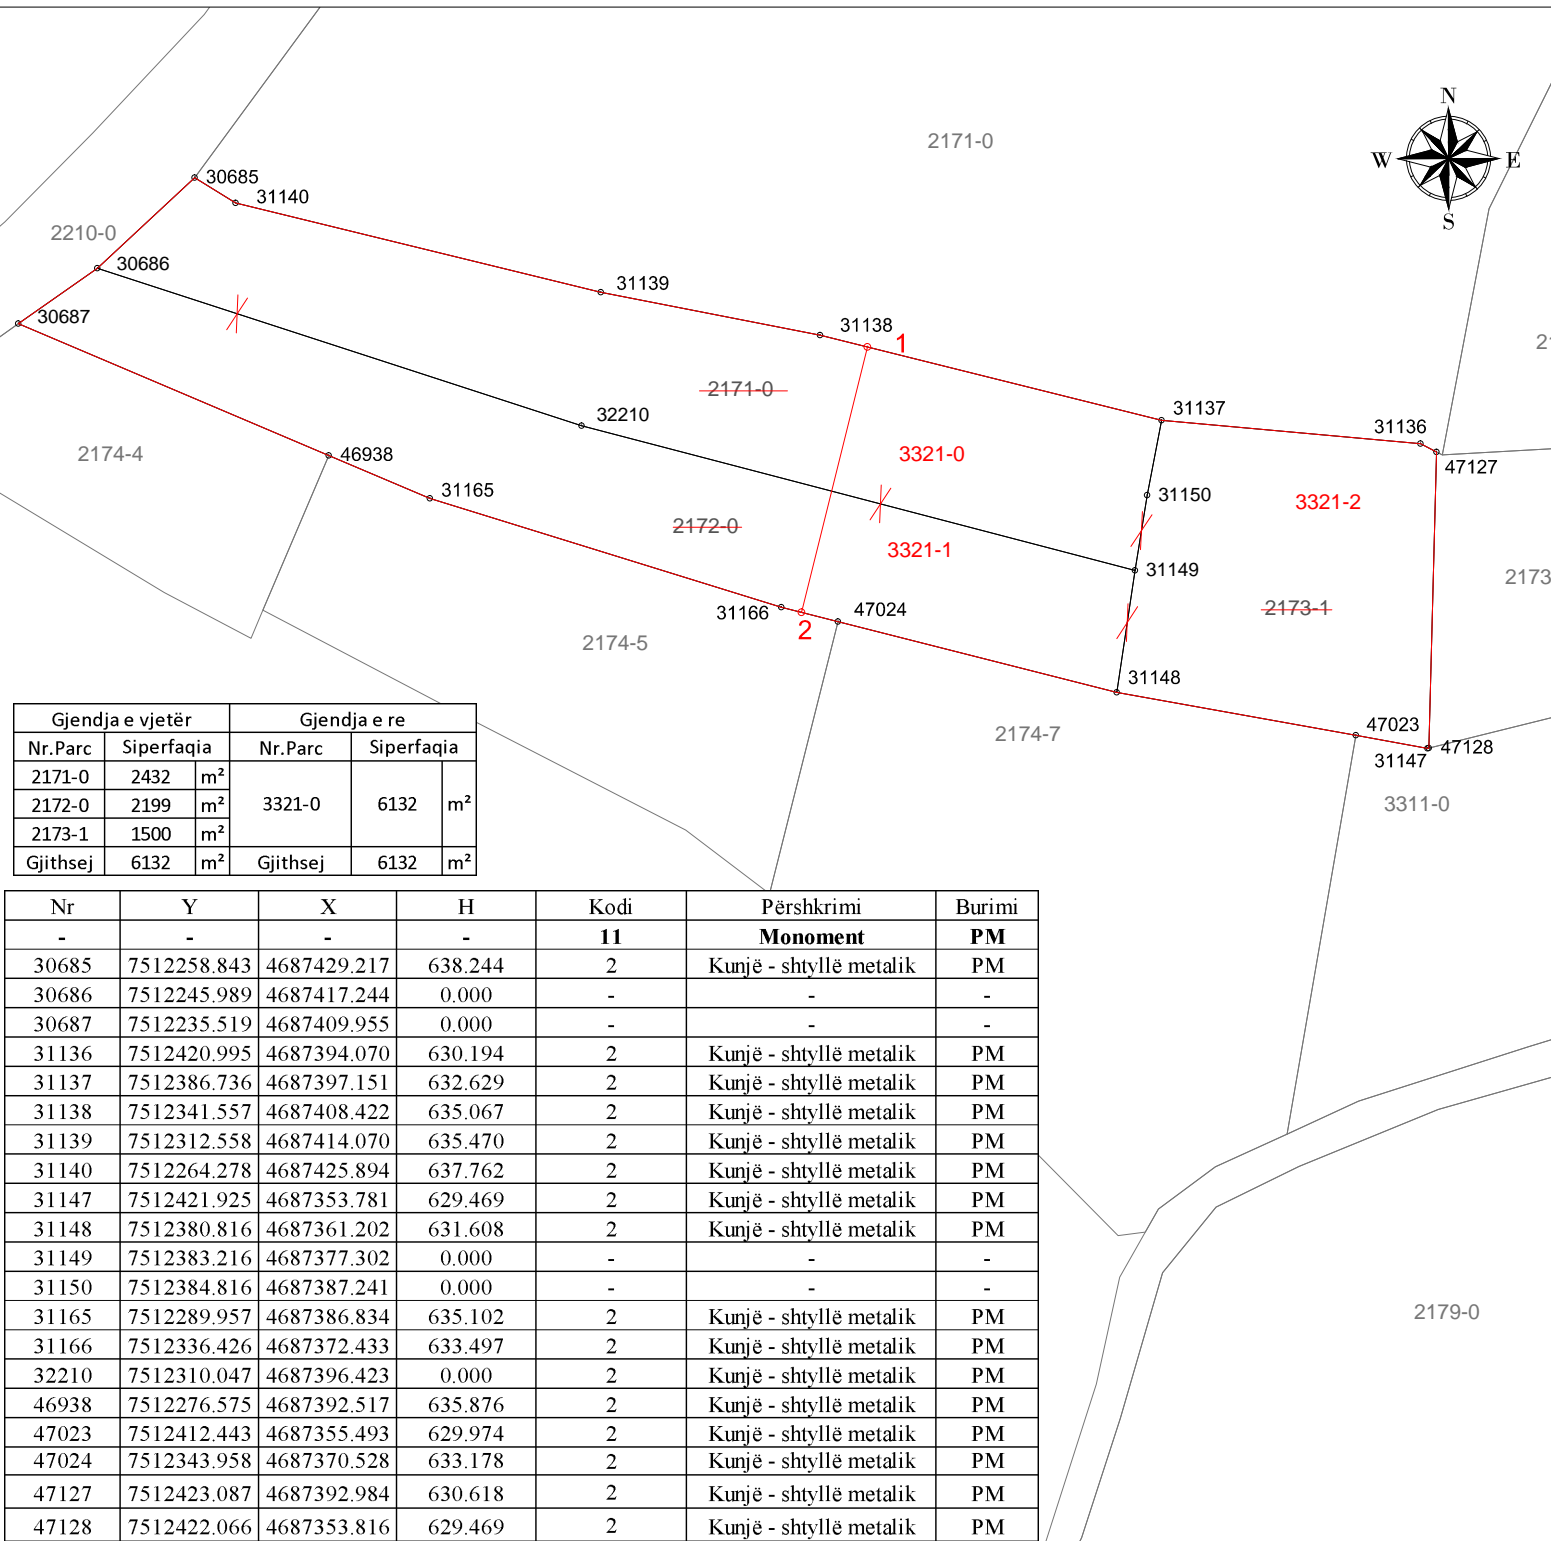 N
W E
S
2171-0
30685
31140
2210-0
30686
31139
30687
31138
1
2171-0
31137
32210
31136
2174-4
46938
3321-0
47127
31165
31150
3321-2
2172-0
3321-1
31149
2173
2173-1
31166
47024
2
2174-5
31148
2174-7
47023
31147
47128
3311-0
2179-0
Gjendja e vjetër Gjendja e re
Nr.Parc Siperfaqia Nr.Parc Siperfaqia
2171-0 2432 m²
2172-0 2199 m² 3321-0 6132 m²
2173-1 1500 m²
Gjithsej 6132 m² Gjithsej 6132 m²
Nr Y X H Kodi Përshkrimi Burimi
- - - - 11 Monoment PM
30685 7512258.843 4687429.217 638.244 2 Kunjë - shtyllë metalik PM
30686 7512245.989 4687417.244 0.000 - - -
30687 7512235.519 4687409.955 0.000 - - -
31136 7512420.995 4687394.070 630.194 2 Kunjë - shtyllë metalik PM
31137 7512386.736 4687397.151 632.629 2 Kunjë - shtyllë metalik PM
31138 7512341.557 4687408.422 635.067 2 Kunjë - shtyllë metalik PM
31139 7512312.558 4687414.070 635.470 2 Kunjë - shtyllë metalik PM
31140 7512264.278 4687425.894 637.762 2 Kunjë - shtyllë metalik PM
31147 7512421.925 4687353.781 629.469 2 Kunjë - shtyllë metalik PM
31148 7512380.816 4687361.202 631.608 2 Kunjë - shtyllë metalik PM
31149 7512383.216 4687377.302 0.000 - - -
31150 7512384.816 4687387.241 0.000 - - -
31165 7512289.957 4687386.834 635.102 2 Kunjë - shtyllë metalik PM
31166 7512336.426 4687372.433 633.497 2 Kunjë - shtyllë metalik PM
32210 7512310.047 4687396.423 0.000 2 Kunjë - shtyllë metalik PM
46938 7512276.575 4687392.517 635.876 2 Kunjë - shtyllë metalik PM
47023 7512412.443 4687355.493 629.974 2 Kunjë - shtyllë metalik PM
47024 7512343.958 4687370.528 633.178 2 Kunjë - shtyllë metalik PM
47127 7512423.087 4687392.984 630.618 2 Kunjë - shtyllë metalik PM
47128 7512422.066 4687353.816 629.469 2 Kunjë - shtyllë metalik PM